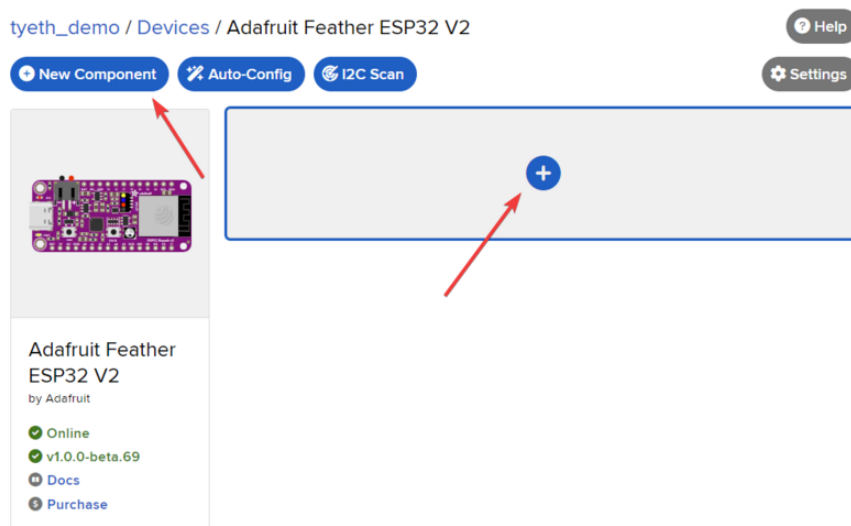 tyeth_demo / Devices / Adafruit Feather ESP32 V2
Help
New Component
Auto-Config
I2C Scan
Settings
Adafruit Feather
ESP32 V2
by Adafruit
Online
v1.0.0-beta.69
Docs
Purchase